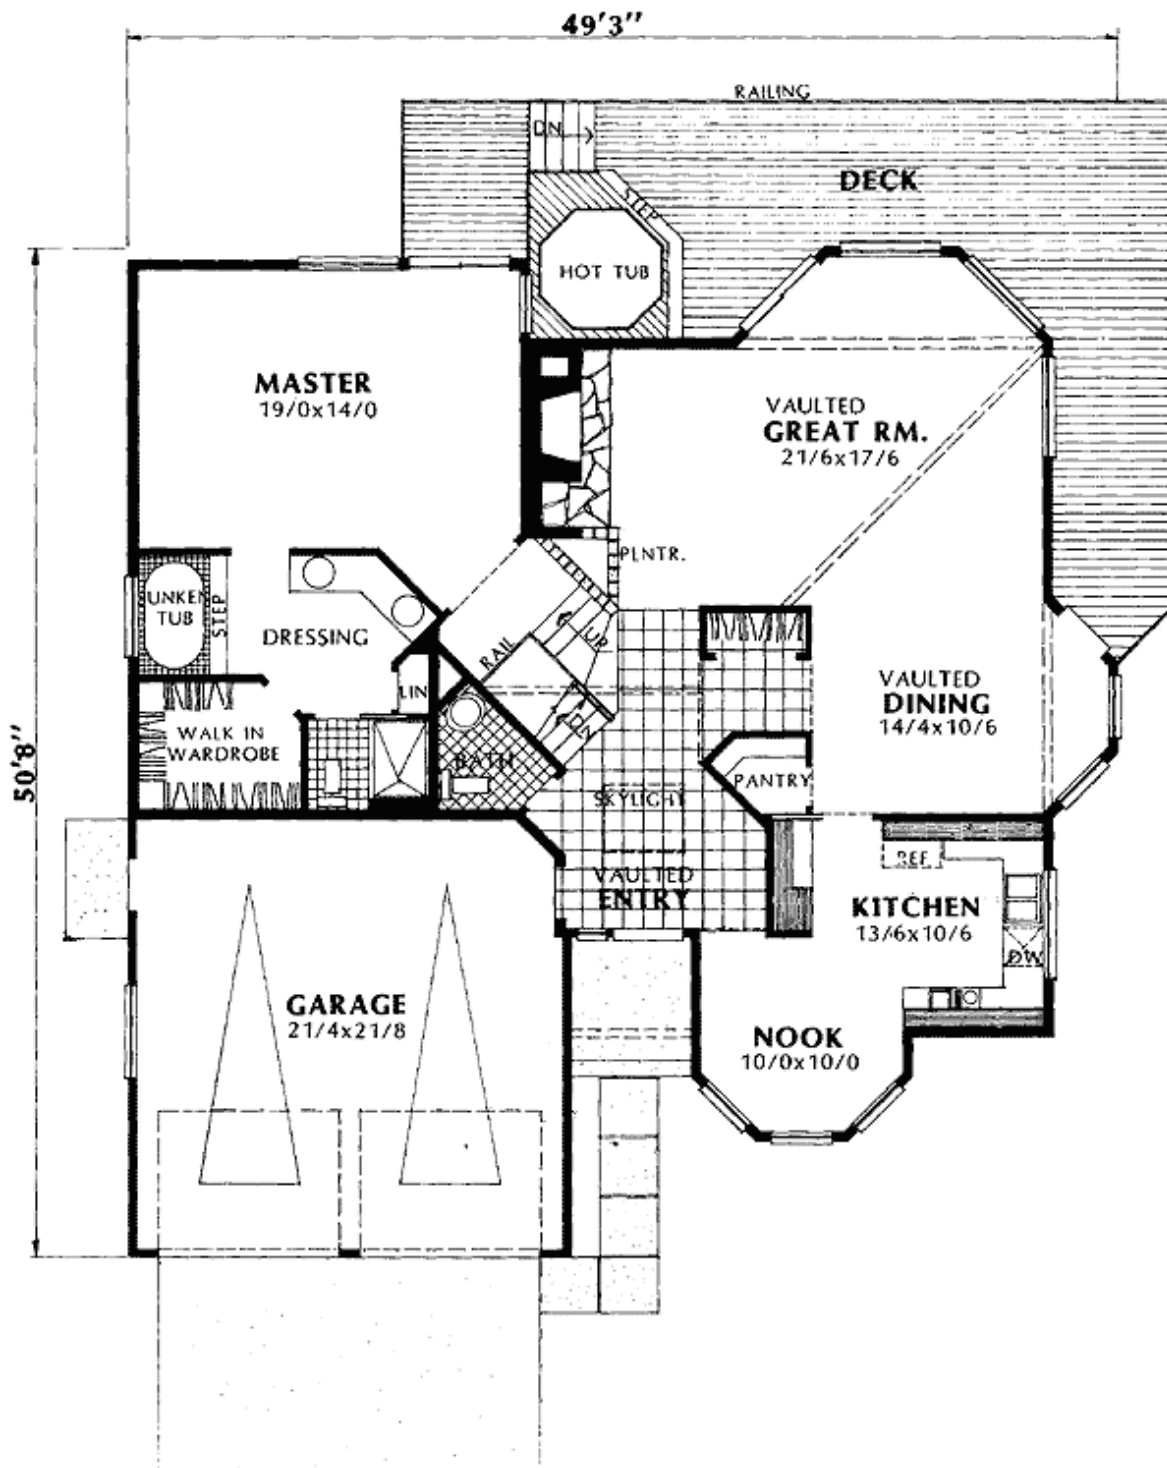 49'3"
RAILING
DN
DECK
HOT TUB
MASTER
19/0x14/0
VAULTED
GREAT RM.
21/6x17/6
PLNTR.
UNKEN
TUB
STEP
DRESSING
RAIL
UP
LIN
DN
VAULTED
DINING
14/4x10/6
WALK IN
WARDROBE
BATH
PANTRY
SKYLIGHT
50'8"
REF.
VAULTED
ENTRY
KITCHEN
13/6x10/6
DW
GARAGE
21/4x21/8
NOOK
10/0x10/0